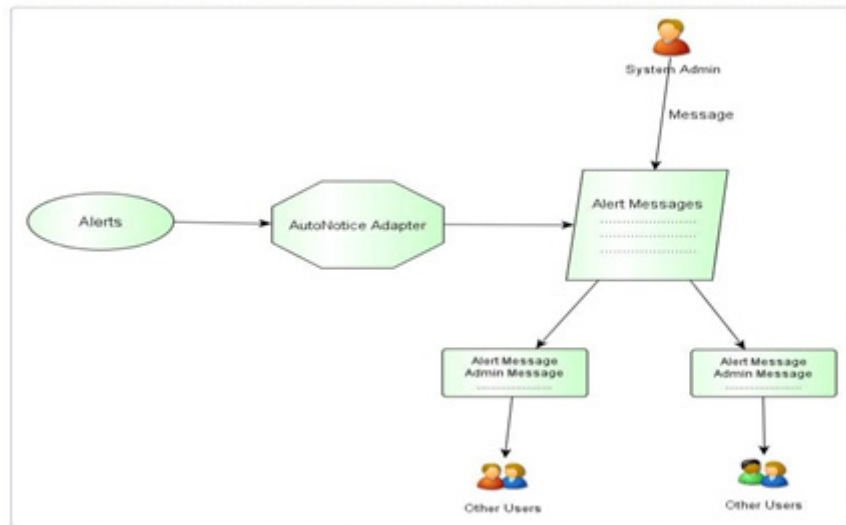 System Admin
Message
Alert Messages
........................
........................
........................
Alerts
AutoNotice Adapter
Alert Message
Admin Message
..................
Alert Message
Admin Message
..................
Other Users
Other Users